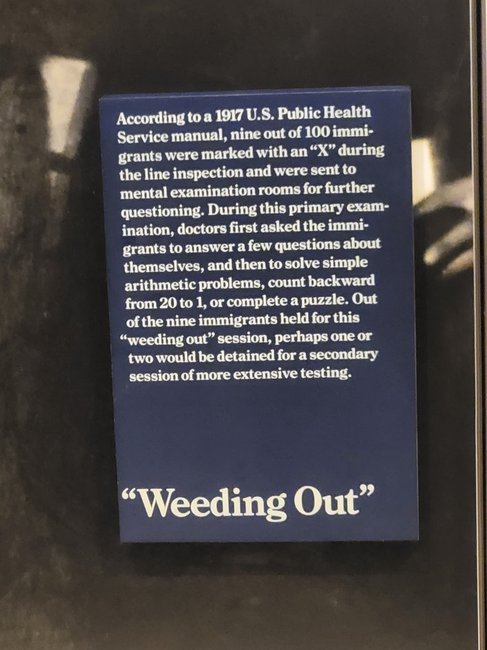 According to a 1917 U.S. Public Health
Service manual, nine out of 100 immi-
grants were marked with an “X” during
the line inspection and were sent to
mental examination rooms for further
questioning. During this primary exam-
ination, doctors first asked the immi-
grants to answer a few questions about
themselves, and then to solve simple
arithmetic problems, count backward
from 20 to 1, or complete a puzzle. Out
of the nine immigrants held for this
“weeding out” session, perhaps one or
two would be detained for a secondary
session of more extensive testing.
“Weeding Out”